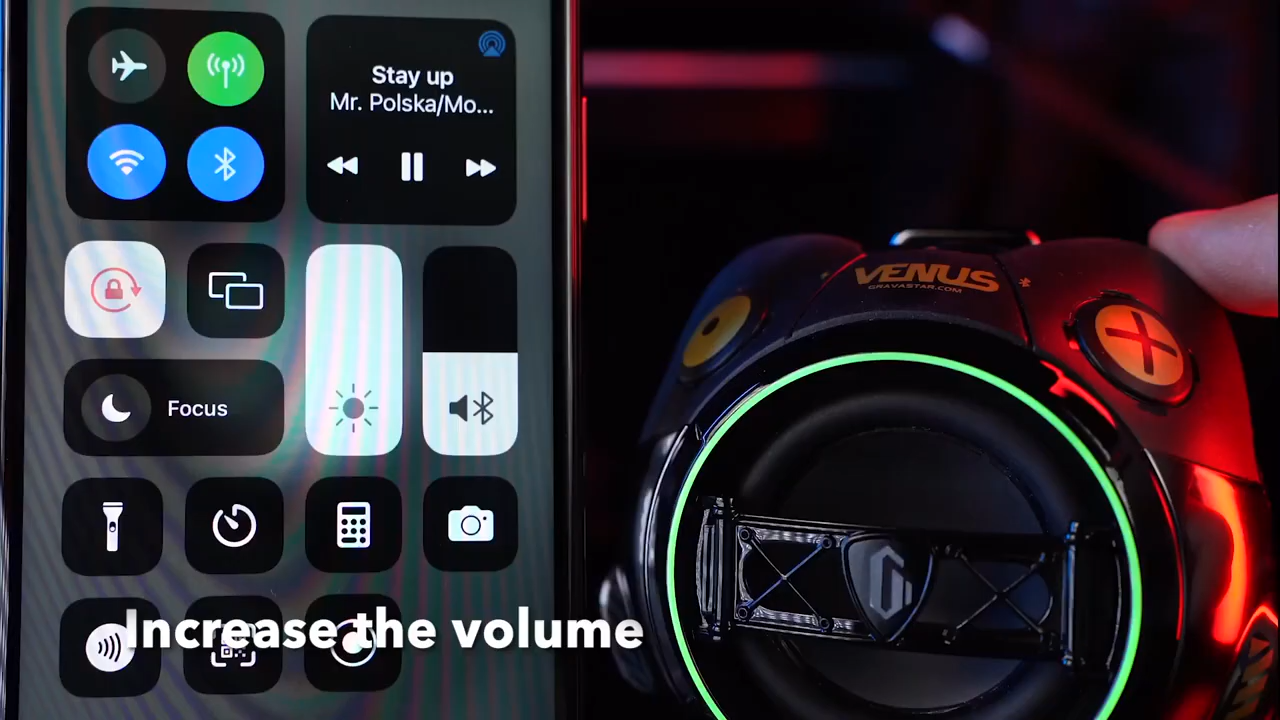 Stay up
Mr. Polska/Mo...
Focus
VENUS
GRAVASTAR.COM
Increase the volume